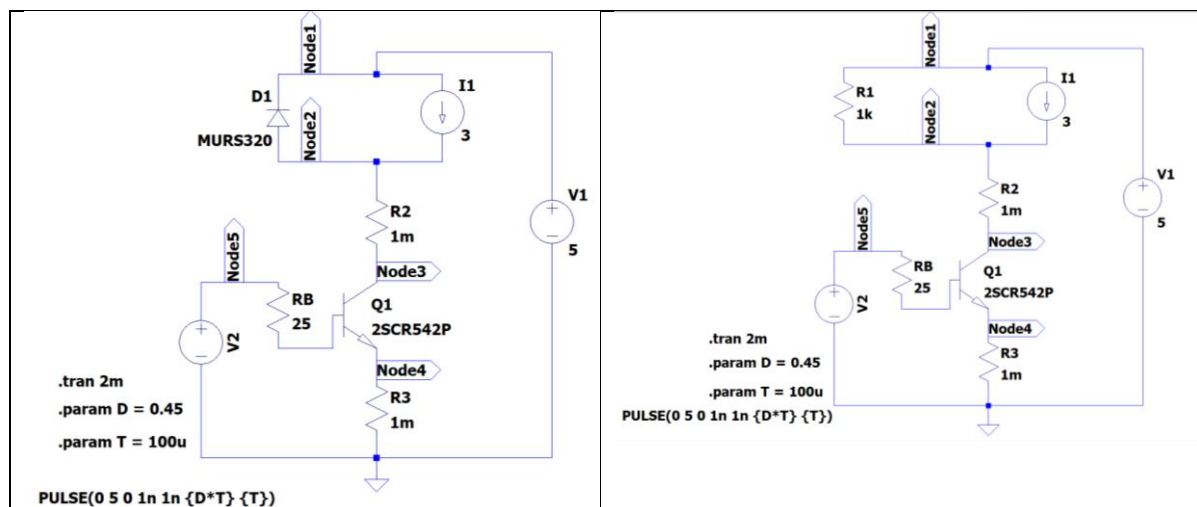 Node1
D1
I1
Node2
MURS320
3
V1
R2
1m
5
Node5
Node3
RB
25
Q1
2SCR542P
V2
Node4
R3
1m
.tran 2m
.param D = 0.45
.param T = 100u
PULSE(0 5 0 1n 1n {D*T} {T})
Node1
R1
1k
I1
Node2
3
V1
R2
1m
5
Node5
Node3
RB
25
Q1
2SCR542P
V2
Node4
R3
1m
.tran 2m
.param D = 0.45
.param T = 100u
PULSE(0 5 0 1n 1n {D*T} {T})